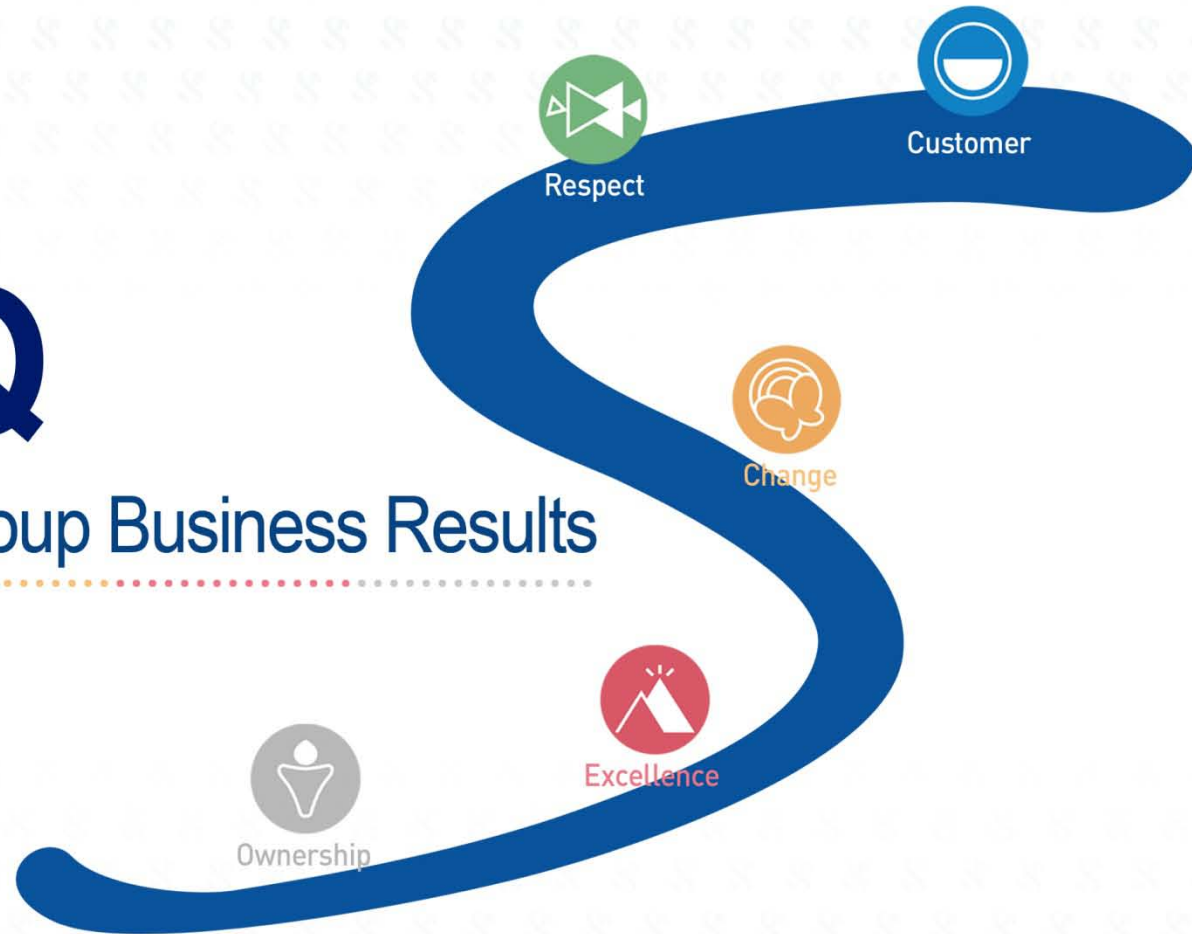 Customer
Respect
Q
Change
oup Business Results
Excellence
Ownership